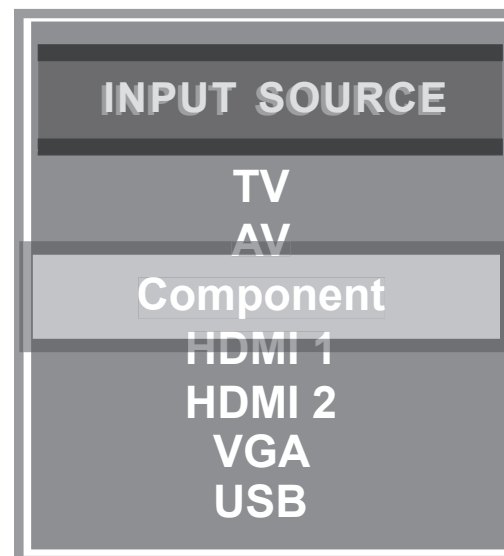 INPUT SOURCE
TV
AV
Component
HDMI 1
HDMI 2
VGA
USB